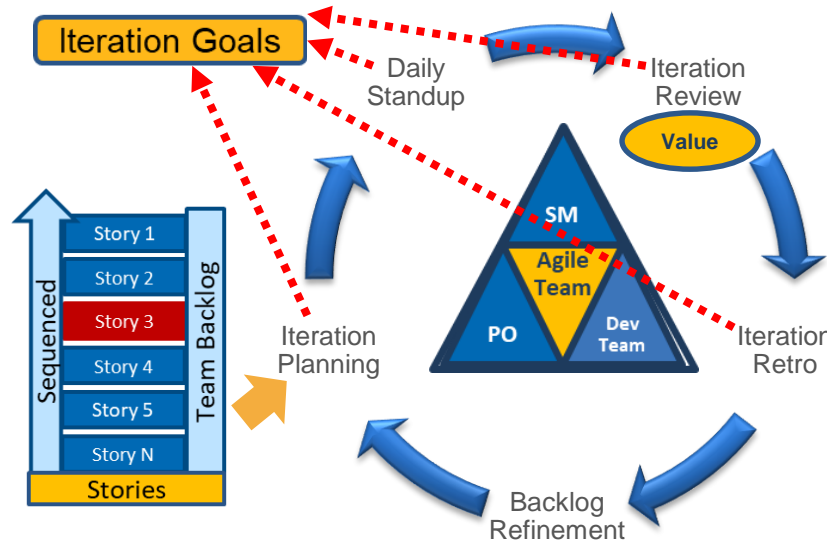 Iteration Goals
Daily
Standup
Iteration
Review
Value
SM
Agile
Team
PO
Dev
Team
Iteration
Retro
Backlog
Refinement
Iteration
Planning
Sequenced
Story 1
Story 2
Story 3
Story 4
Story 5
Story N
Team Backlog
Stories